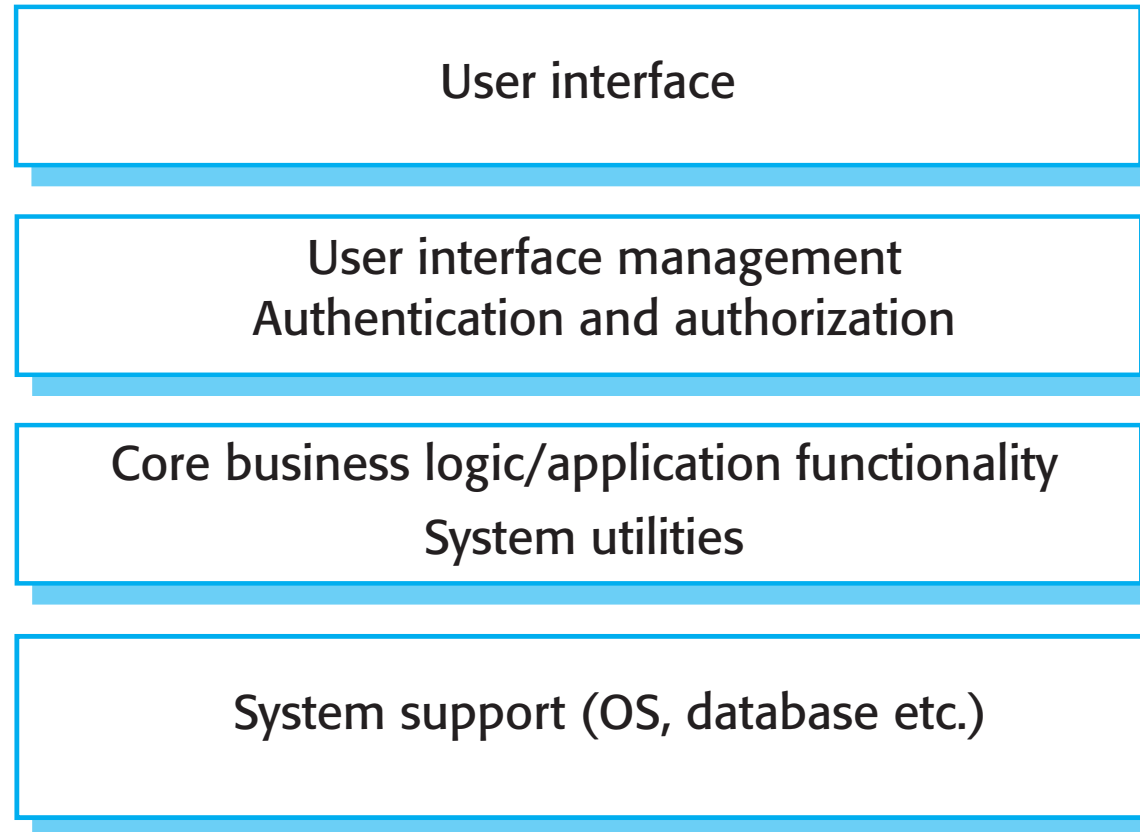 User interface
User interface management
Authentication and authorization
Core business logic/application functionality
System utilities
System support (OS, database etc.)